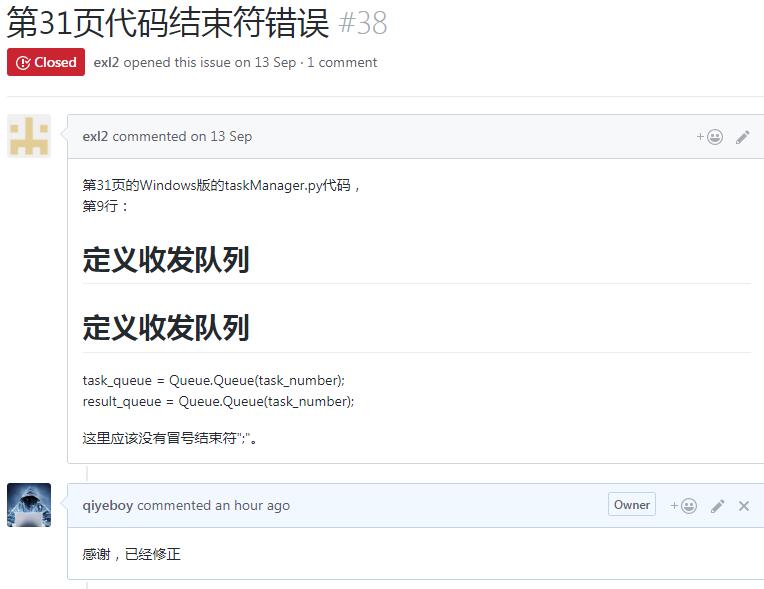 第31页代码结束符错误 #38
Closed exl2 opened this issue on 13 Sep · 1 comment
exl2 commented on 13 Sep
第31页的Windows版的taskManager.py代码，
第9行：
定义收发队列
定义收发队列
task_queue = Queue.Queue(task_number);
result_queue = Queue.Queue(task_number);
这里应该没有冒号结束符";"。
qiyeboy commented an hour ago Owner
感谢，已经修正